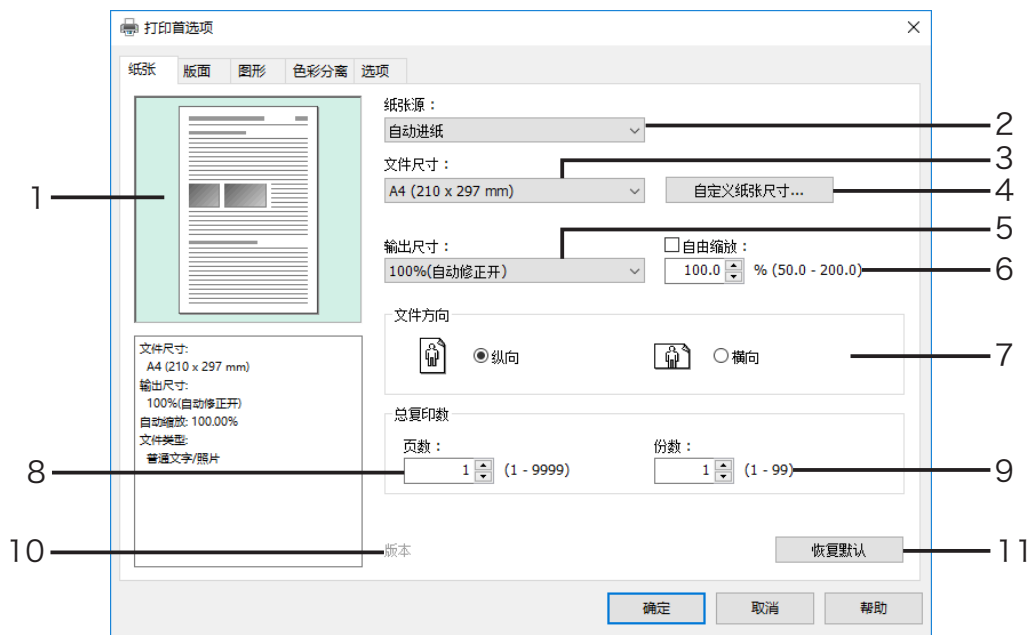 打印首选项
纸张 版面 图形 色彩分离 选项
纸张源：
自动进纸
2
文件尺寸：
3
A4 (210 x 297 mm)
自定义纸张尺寸...
4
1
5
输出尺寸：
自由缩放：
100%(自动修正开)
100.0 % (50.0 - 200.0)
6
文件方向
纵向
横向
7
文件尺寸:
A4 (210 x 297 mm)
输出尺寸:
100%(自动修正开)
自动缩放: 100.00%
文件类型:
普通文字/照片
总复印数
页数：
份数：
8
1 (1 - 9999)
1 (1 - 99)
9
10
版本
恢复默认
11
确定
取消
帮助